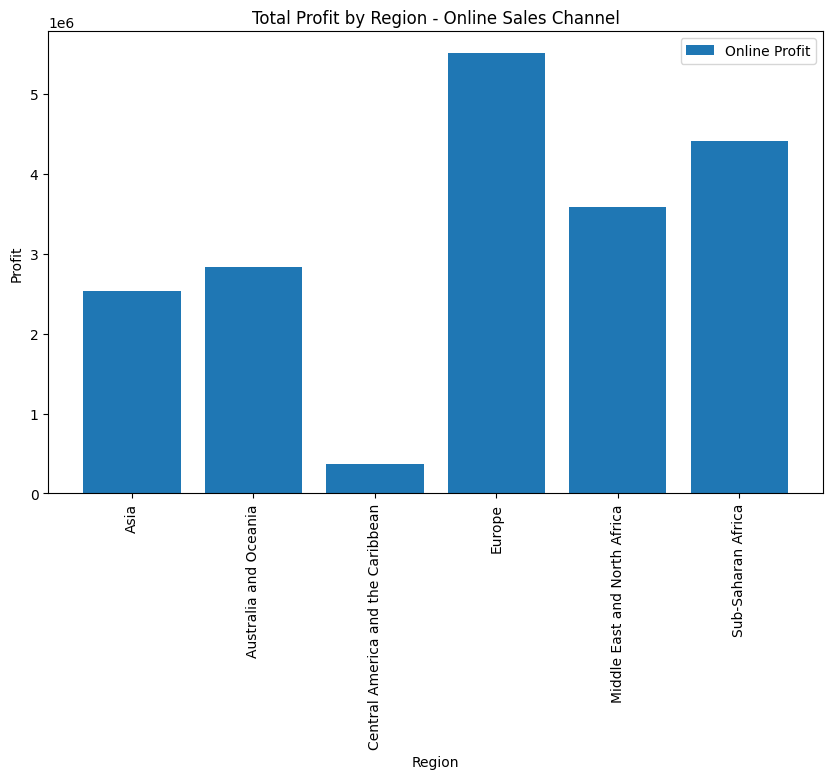 Total Profit by Region - Online Sales Channel
1e6
Online Profit
5
4
3
2
1
0
Profit
Asia
Australia and Oceania
Central America and the Caribbean
Europe
Middle East and North Africa
Sub-Saharan Africa
Region